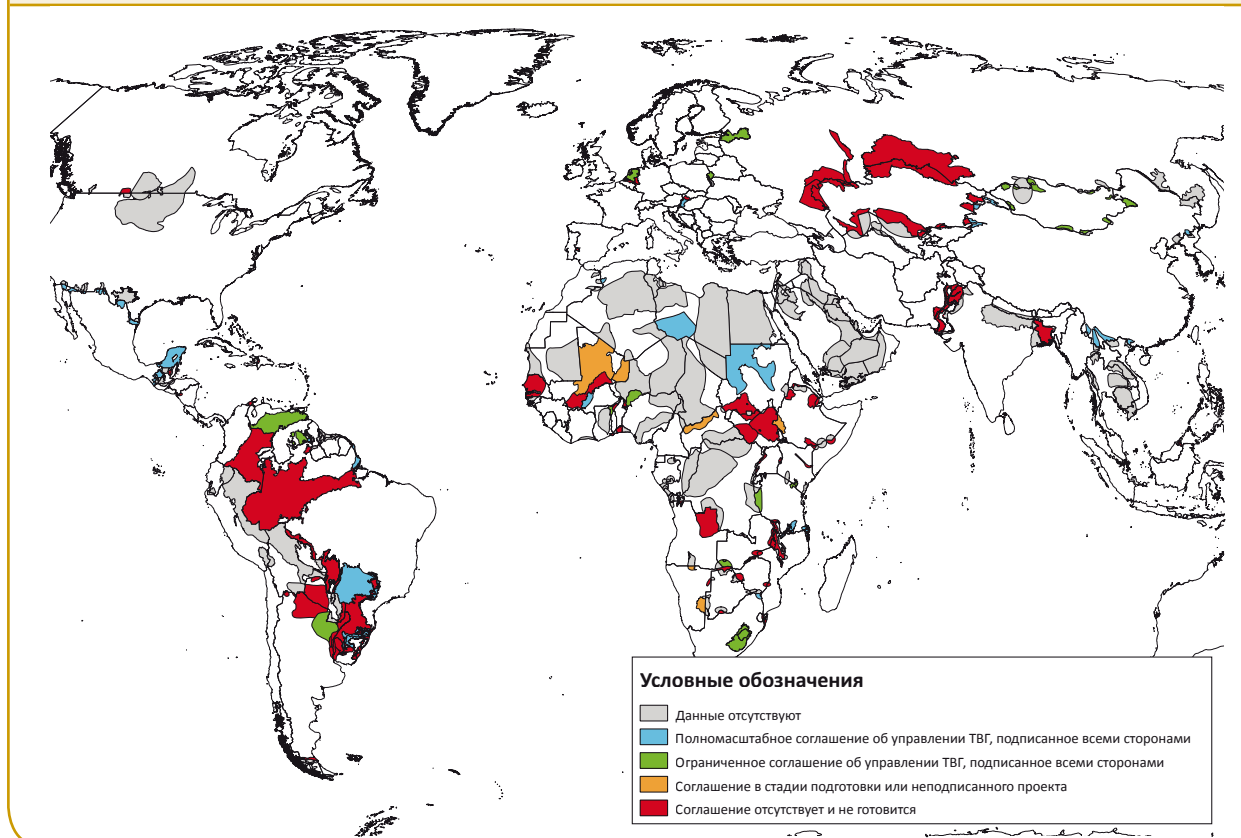 Условные обозначения
Данные отсутствуют
Полномасштабное соглашение об управлении ТВГ, подписанное всеми сторонами
Ограниченное соглашение об управлении ТВГ, подписанное всеми сторонами
Соглашение в стадии подготовки или неподписанного проекта
Соглашение отсутствует и не готовится